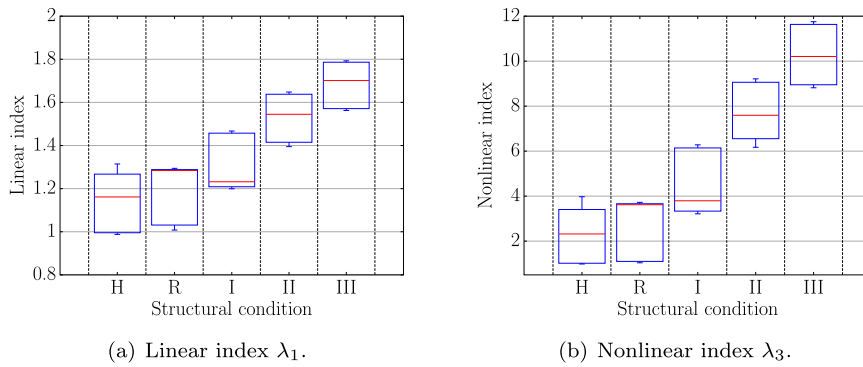 2
1.8
1.6
1.4
1.2
1
0.8
Linear index
H R I II III
Structural condition
(a) Linear index λ₁.
12
10
8
6
4
2
Nonlinear index
H R I II III
Structural condition
(b) Nonlinear index λ₃.